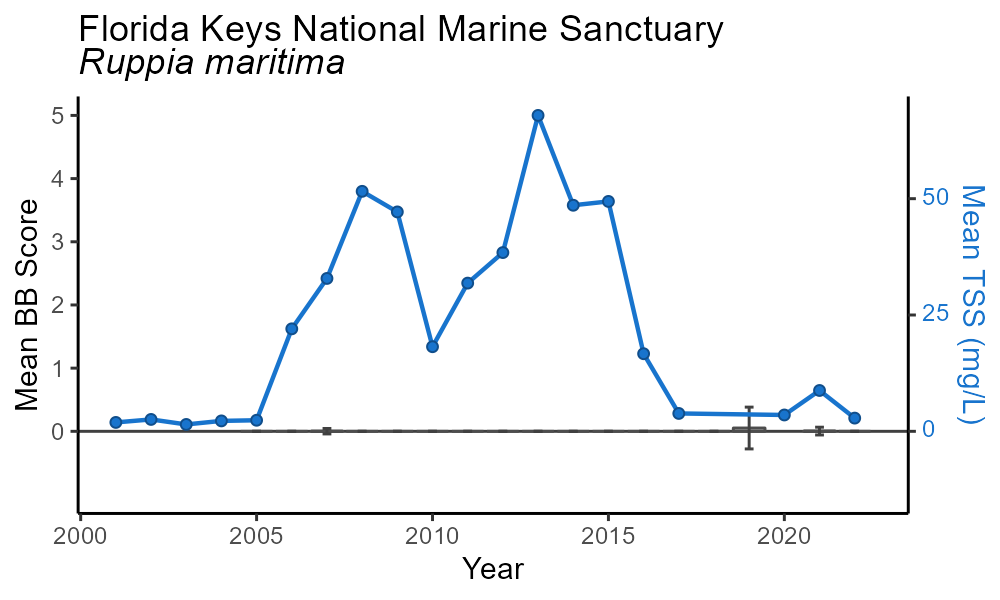 Florida Keys National Marine Sanctuary
Ruppia maritima
Mean BB Score
5
4
3
2
1
0
50
25
0
Mean TSS (mg/L)
2000
2005
2010
2015
2020
Year